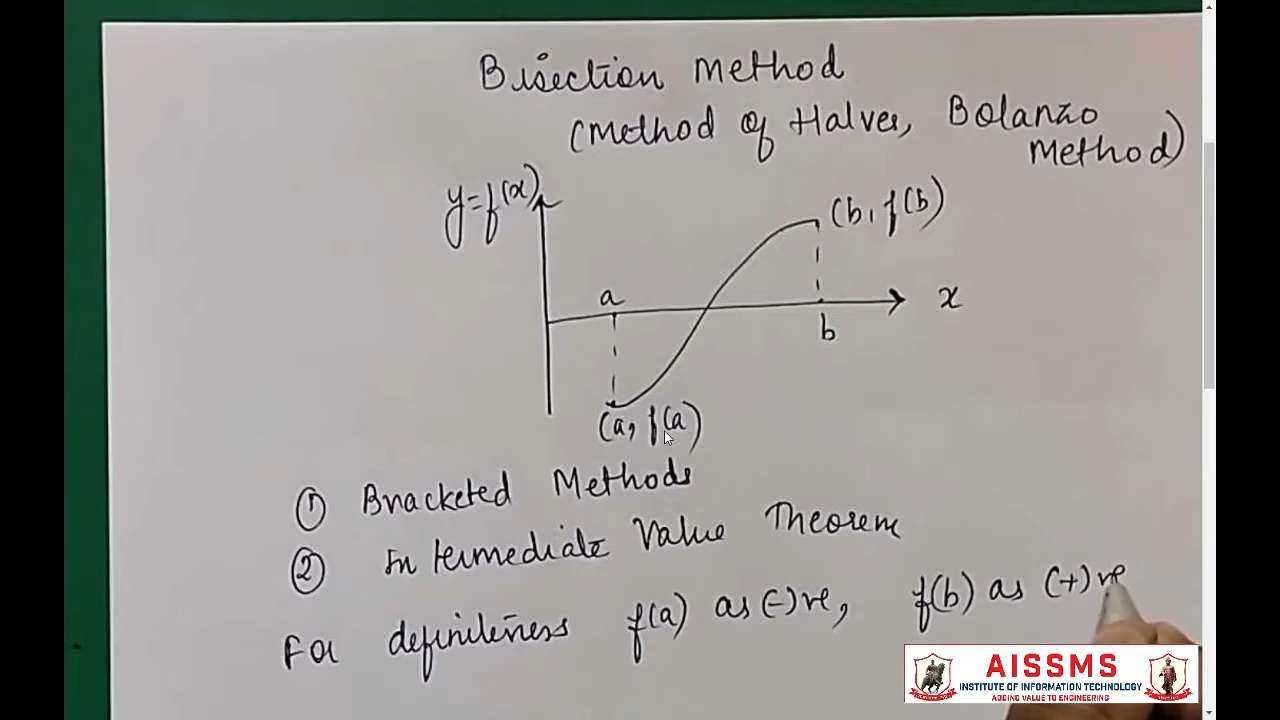 Bisection Method
(Method of Halves, Bolanzo
Method)
y=f(x)
(b, f(b)
a
x
b
(a, f(a)
① Bracketed Methods
② Intermediate Value Theorem
For definiteness f(a) as (-)ve, f(b) as (+)ve
AISSMS
INSTITUTE OF INFORMATION TECHNOLOGY
ADDING VALUE TO ENGINEERING